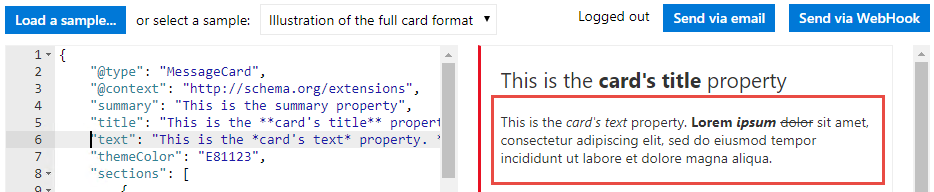 Load a sample... or select a sample: Illustration of the full card format Logged out Send via email Send via WebHook
1 {
2 "@type": "MessageCard",
3 "@context": "http://schema.org/extensions",
4 "summary": "This is the summary property",
5 "title": "This is the **card's title** propert
6 "text": "This is the *card's text* property. *
7 "themeColor": "E81123",
8 "sections": [
9 {
This is the card's title property
This is the card's text property. Lorem ipsum dolor sit amet,
consectetur adipiscing elit, sed do eiusmod tempor
incididunt ut labore et dolore magna aliqua.